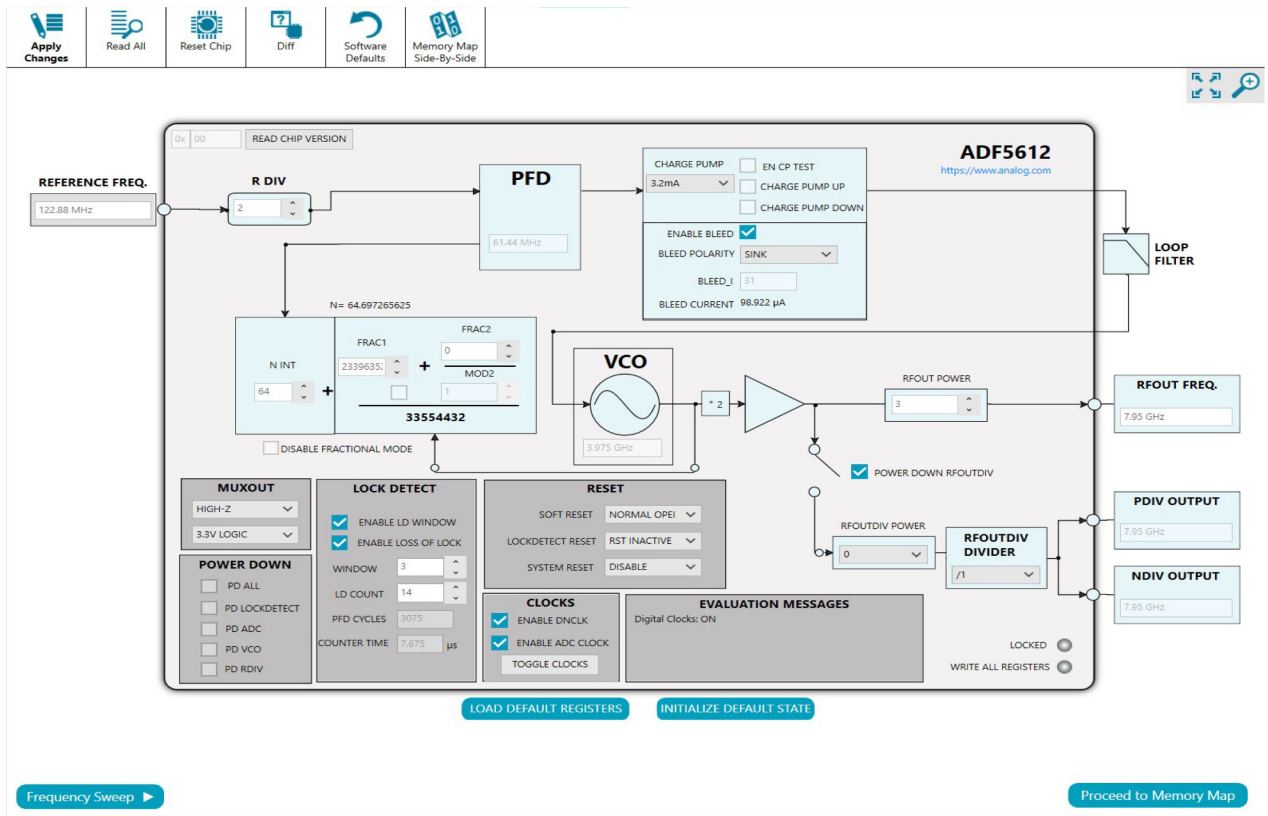 Apply Changes
Read All
Reset Chip
Diff
Software Defaults
Memory Map Side-By-Side
0x 00
READ CHIP VERSION
ADF5612
https://www.analog.com
REFERENCE FREQ.
122.88 MHz
R DIV
2
PFD
61.44 MHz
CHARGE PUMP
3.2mA
EN CP TEST
CHARGE PUMP UP
CHARGE PUMP DOWN
ENABLE BLEED
BLEED POLARITY SINK
BLEED_I 31
BLEED CURRENT 98.922 µA
LOOP FILTER
N= 64.697265625
N INT
64
+
FRAC1
2339635
+
FRAC2
0
MOD2
1
33554432
DISABLE FRACTIONAL MODE
VCO
3.975 GHz
* 2
RFOUT POWER
3
RFOUT FREQ.
7.95 GHz
POWER DOWN RFOUTDIV
RFOUTDIV POWER
0
RFOUTDIV DIVIDER
/1
PDIV OUTPUT
7.95 GHz
NDIV OUTPUT
7.95 GHz
MUXOUT
HIGH-Z
3.3V LOGIC
POWER DOWN
PD ALL
PD LOCKDETECT
PD ADC
PD VCO
PD RDIV
LOCK DETECT
ENABLE LD WINDOW
ENABLE LOSS OF LOCK
WINDOW 3
LD COUNT 14
PFD CYCLES 3075
COUNTER TIME 7.675 µs
RESET
SOFT RESET NORMAL OPEI
LOCKDETECT RESET RST INACTIVE
SYSTEM RESET DISABLE
CLOCKS
ENABLE DNCLK
ENABLE ADC CLOCK
TOGGLE CLOCKS
EVALUATION MESSAGES
Digital Clocks: ON
LOCKED
WRITE ALL REGISTERS
LOAD DEFAULT REGISTERS
INITIALIZE DEFAULT STATE
Frequency Sweep
Proceed to Memory Map